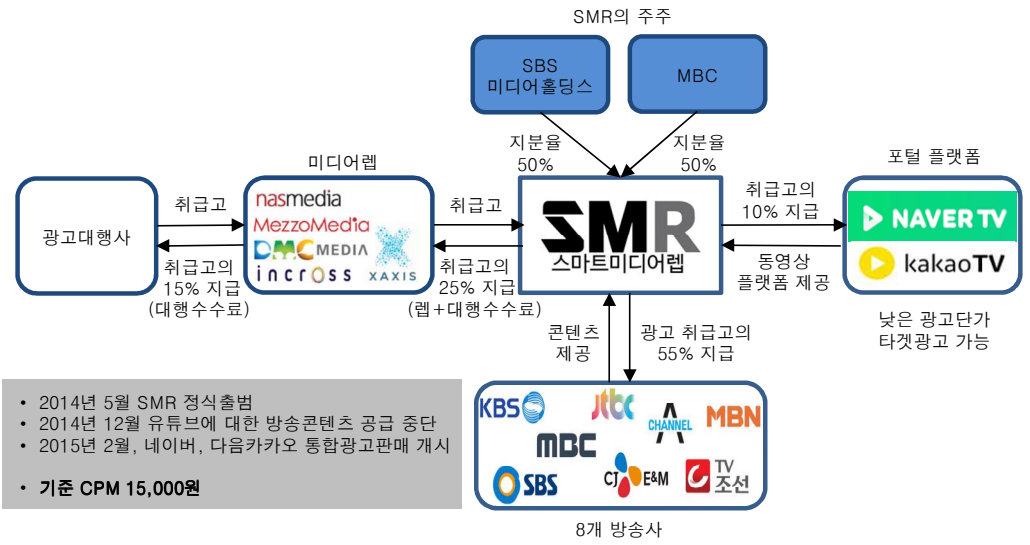 SMR의 주주
SBS
미디어홀딩스
MBC
지분율
50%
지분율
50%
미디어렙
포털 플랫폼
광고대행사
취급고
취급고의
15% 지급
(대행수수료)
nasmedia
MezzoMedia
DMC MEDIA
incross
XAXIS
취급고
취급고의
25% 지급
(렙+대행수수료)
SMR
스마트미디어렙
취급고의
10% 지급
동영상
플랫폼 제공
NAVER TV
kakaoTV
낮은 광고단가
타겟광고 가능
콘텐츠
제공
광고 취급고의
55% 지급
KBS
jtbc
CHANNEL A
MBN
MBC
SBS
CJ E&M
TV
조선
8개 방송사
• 2014년 5월 SMR 정식출범
• 2014년 12월 유튜브에 대한 방송콘텐츠 공급 중단
• 2015년 2월, 네이버, 다음카카오 통합광고판매 개시
• 기준 CPM 15,000원